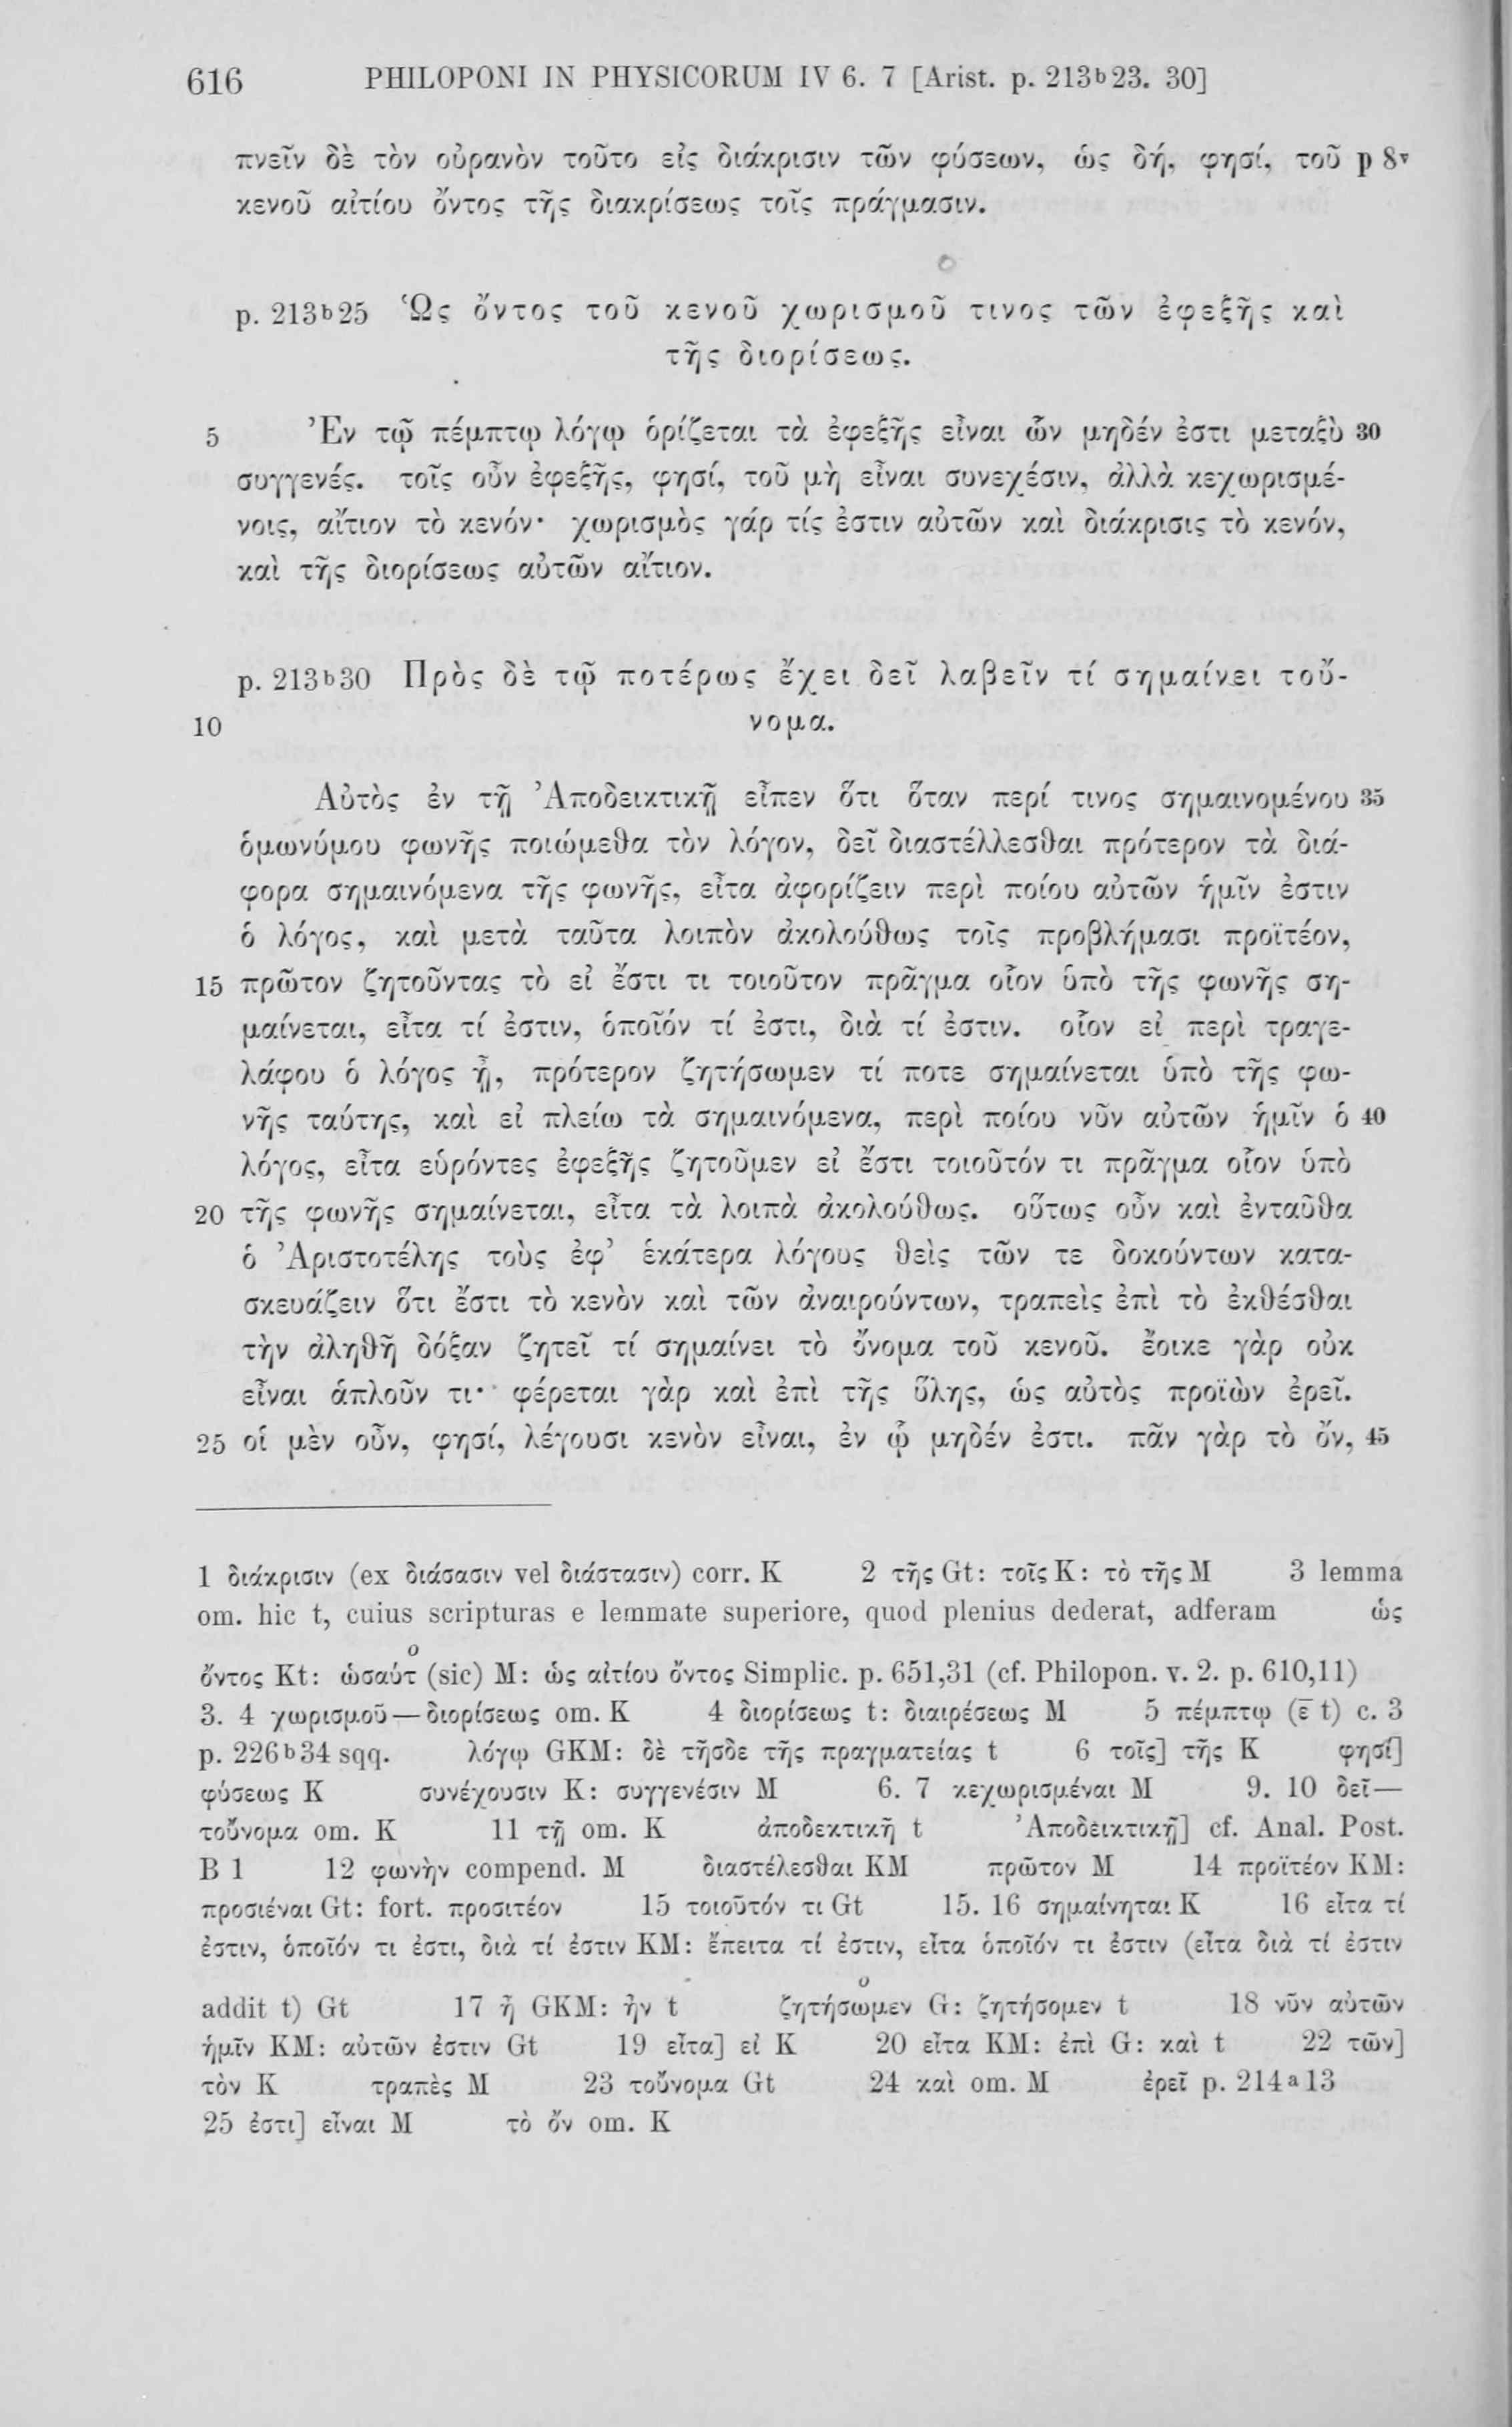 616 PHILOPONI IN PHYSICORUM IV 6. 7 [Arist. p. 213ᵇ23. 30]
πνεῖν δὲ τὸν οὐρανὸν τοῦτο εἰς διάκρισιν τῶν φύσεων, ὡς δή, φησί, τοῦ p 8ᵛ
κενοῦ αἰτίου ὄντος τῆς διακρίσεως τοῖς πράγμασιν.
p. 213ᵇ25 Ὡς ὄντος τοῦ κενοῦ χωρισμοῦ τινος τῶν ἐφεξῆς καὶ
τῆς διορίσεως.
5 Ἐν τῷ πέμπτῳ λόγῳ ὁρίζεται τὰ ἐφεξῆς εἶναι ὧν μηδέν ἐστι μεταξὺ 30
συγγενές. τοῖς οὖν ἐφεξῆς, φησί, τοῦ μὴ εἶναι συνεχέσιν, ἀλλὰ κεχωρισμέ-
νοις, αἴτιον τὸ κενόν· χωρισμὸς γάρ τίς ἐστιν αὐτῶν καὶ διάκρισις τὸ κενόν,
καὶ τῆς διορίσεως αὐτῶν αἴτιον.
p. 213ᵇ30 Πρὸς δὲ τῷ ποτέρως ἔχει δεῖ λαβεῖν τί σημαίνει τοὔ-
10 νομα.
Αὐτὸς ἐν τῇ Ἀποδεικτικῇ εἶπεν ὅτι ὅταν περί τινος σημαινομένου 35
ὁμωνύμου φωνῆς ποιώμεθα τὸν λόγον, δεῖ διαστέλλεσθαι πρότερον τὰ διά-
φορα σημαινόμενα τῆς φωνῆς, εἶτα ἀφορίζειν περὶ ποίου αὐτῶν ἡμῖν ἐστιν
ὁ λόγος, καὶ μετὰ ταῦτα λοιπὸν ἀκολούθως τοῖς προβλήμασι προϊτέον,
15 πρῶτον ζητοῦντας τὸ εἰ ἔστι τι τοιοῦτον πρᾶγμα οἷον ὑπὸ τῆς φωνῆς ση-
μαίνεται, εἶτα τί ἐστιν, ὁποῖόν τί ἐστι, διὰ τί ἐστιν. οἷον εἰ περὶ τραγε-
λάφου ὁ λόγος ᾖ, πρότερον ζητήσωμεν τί ποτε σημαίνεται ὑπὸ τῆς φω-
νῆς ταύτης, καὶ εἰ πλείω τὰ σημαινόμενα, περὶ ποίου νῦν αὐτῶν ἡμῖν ὁ 40
λόγος, εἶτα εὑρόντες ἐφεξῆς ζητοῦμεν εἰ ἔστι τοιοῦτόν τι πρᾶγμα οἷον ὑπὸ
20 τῆς φωνῆς σημαίνεται, εἶτα τὰ λοιπὰ ἀκολούθως. οὕτως οὖν καὶ ἐνταῦθα
ὁ Ἀριστοτέλης τοὺς ἐφ’ ἑκάτερα λόγους θεὶς τῶν τε δοκούντων κατα-
σκευάζειν ὅτι ἔστι τὸ κενὸν καὶ τῶν ἀναιρούντων, τραπεὶς ἐπὶ τὸ ἐκθέσθαι
τὴν ἀληθῆ δόξαν ζητεῖ τί σημαίνει τὸ ὄνομα τοῦ κενοῦ. ἔοικε γὰρ οὐκ
εἶναι ἁπλοῦν τι· φέρεται γὰρ καὶ ἐπὶ τῆς ὕλης, ὡς αὐτὸς προϊὼν ἐρεῖ.
25 οἱ μὲν οὖν, φησί, λέγουσι κενὸν εἶναι, ἐν ᾧ μηδέν ἐστι. πᾶν γὰρ τὸ ὄν, 45
1 διάκρισιν (ex διάσασιν vel διάστασιν) corr. K 2 τῆς Gt: τοῖς K: τὸ τῆς M 3 lemma
om. hic t, cuius scripturas e lemmate superiore, quod plenius dederat, adferam ὡς
ὄντος Kt: ὡσαύτο (sic) M: ὡς αἰτίου ὄντος Simplic. p. 651,31 (cf. Philopon. v. 2. p. 610,11)
3. 4 χωρισμοῦ — διορίσεως om. K 4 διορίσεως t: διαιρέσεως M 5 πέμπτῳ (ε̄ t) c. 3
p. 226ᵇ34 sqq. λόγῳ GKM: δὲ τῆσδε τῆς πραγματείας t 6 τοῖς] τῆς K φησί]
φύσεως K συνέχουσιν K: συγγενέσιν M 6. 7 κεχωρισμέναι M 9. 10 δεῖ —
τοὔνομα om. K 11 τῇ om. K ἀποδεκτικῇ t Ἀποδεικτικῇ] cf. Anal. Post.
B 1 12 φωνὴν compend. M διαστέλεσθαι KM πρῶτον M 14 προϊτέον KM:
προσιέναι Gt: fort. προσιτέον 15 τοιοῦτόν τι Gt 15. 16 σημαίνηται K 16 εἶτα τί
ἐστιν, ὁποῖόν τι ἐστι, διὰ τί ἐστιν KM: ἔπειτα τί ἐστιν, εἶτα ὁποῖόν τι ἐστιν (εἶτα διὰ τί ἐστιν
addit t) Gt 17 ᾖ GKM: ἦν t ζητήσωομεν G: ζητήσομεν t 18 νῦν αὐτῶν
ἡμῖν KM: αὐτῶν ἐστιν Gt 19 εἶτα] εἰ K 20 εἶτα KM: ἐπὶ G: καὶ t 22 τῶν]
τὸν K τραπὲς M 23 τοὔνομα Gt 24 καὶ om. M ἐρεῖ p. 214ᵃ13
25 ἐστι] εἶναι M τὸ ὄν om. K